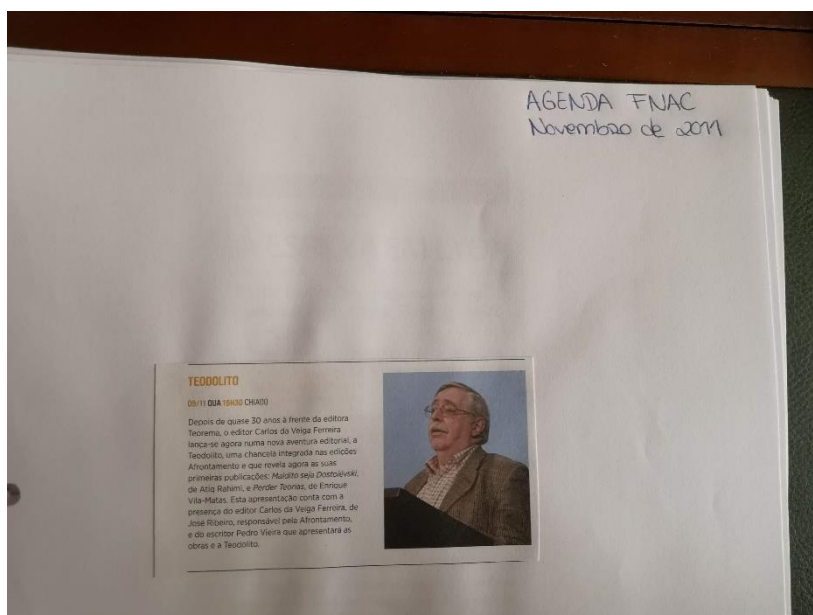 AGENDA FNAC
Novembro de 2011
TEODOLITO
09/11 QUA 18H30 CHIADO
Depois de quase 30 anos à frente da editora
Teorema, o editor Carlos da Veiga Ferreira
lança-se agora numa nova aventura editorial, a
Teodolito, uma chancela integrada nas edições
Afrontamento e que revela agora as suas
primeiras publicações: Maldito seja Dostoiévski,
de Atiq Rahimi, e Perder Teorias, de Enrique
Vila-Matas. Esta apresentação conta com a
presença do editor Carlos da Veiga Ferreira, de
José Ribeiro, responsável pela Afrontamento,
e do escritor Pedro Vieira que apresentará as
obras e a Teodolito.